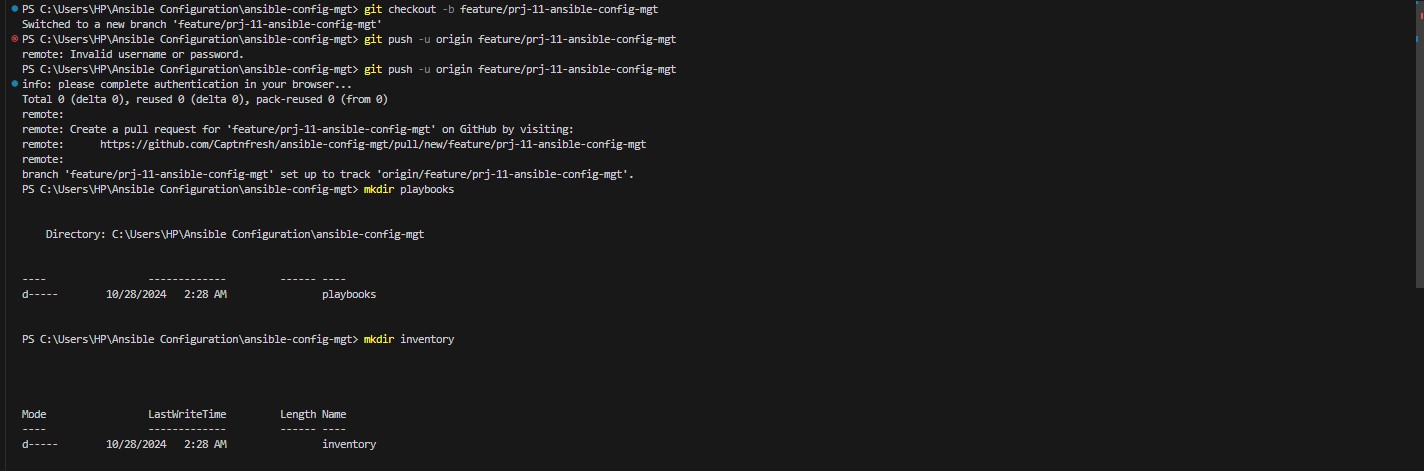 PS C:\Users\HP\Ansible Configuration\ansible-config-mgt> git checkout -b feature/prj-11-ansible-config-mgt
Switched to a new branch 'feature/prj-11-ansible-config-mgt'
PS C:\Users\HP\Ansible Configuration\ansible-config-mgt> git push -u origin feature/prj-11-ansible-config-mgt
remote: Invalid username or password.
PS C:\Users\HP\Ansible Configuration\ansible-config-mgt> git push -u origin feature/prj-11-ansible-config-mgt
info: please complete authentication in your browser...
Total 0 (delta 0), reused 0 (delta 0), pack-reused 0 (from 0)
remote:
remote: Create a pull request for 'feature/prj-11-ansible-config-mgt' on GitHub by visiting:
remote:      https://github.com/Captnfresh/ansible-config-mgt/pull/new/feature/prj-11-ansible-config-mgt
remote:
branch 'feature/prj-11-ansible-config-mgt' set up to track 'origin/feature/prj-11-ansible-config-mgt'.
PS C:\Users\HP\Ansible Configuration\ansible-config-mgt> mkdir playbooks
    Directory: C:\Users\HP\Ansible Configuration\ansible-config-mgt
----                 -------------         ------ ----
d-----        10/28/2024   2:28 AM                playbooks
PS C:\Users\HP\Ansible Configuration\ansible-config-mgt> mkdir inventory
Mode                 LastWriteTime         Length Name
----                 -------------         ------ ----
d-----        10/28/2024   2:28 AM                inventory